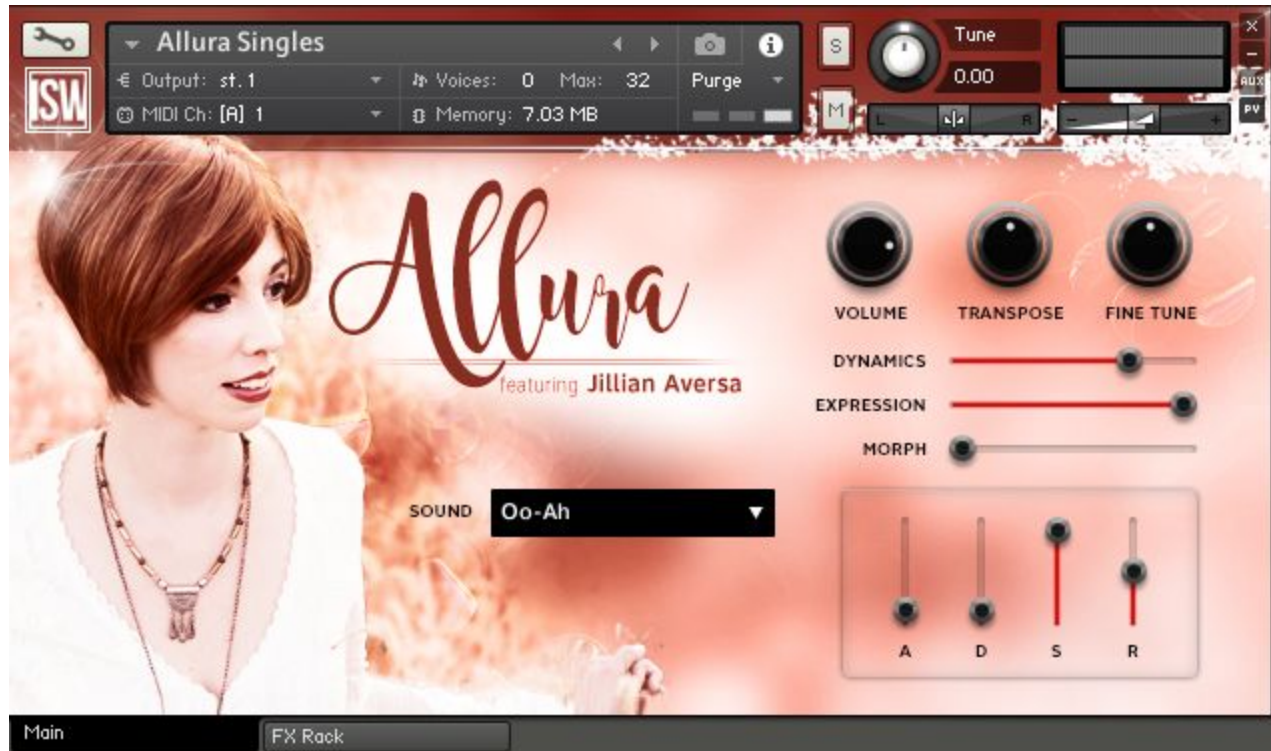 Allura Singles
i
S
Tune
×
Output: st. 1
Voices: 0 Max: 32
Purge
0.00
-
AUX
ISW
MIDI Ch: [A] 1
Memory: 7.03 MB
M
L R
- +
PV
Allura
featuring Jillian Aversa
VOLUME TRANSPOSE FINE TUNE
DYNAMICS
EXPRESSION
MORPH
SOUND Oo-Ah
A D S R
Main FX Rack